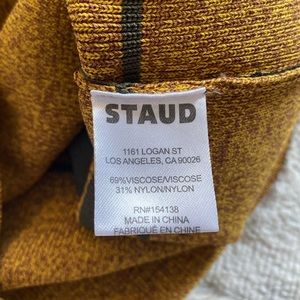 STAUD
1161 LOGAN ST
LOS ANGELES, CA 90026
69%VISCOSE/VISCOSE
31% NYLON/NYLON
RN#154138
MADE IN CHINA
FABRIQUÉ EN CHINE